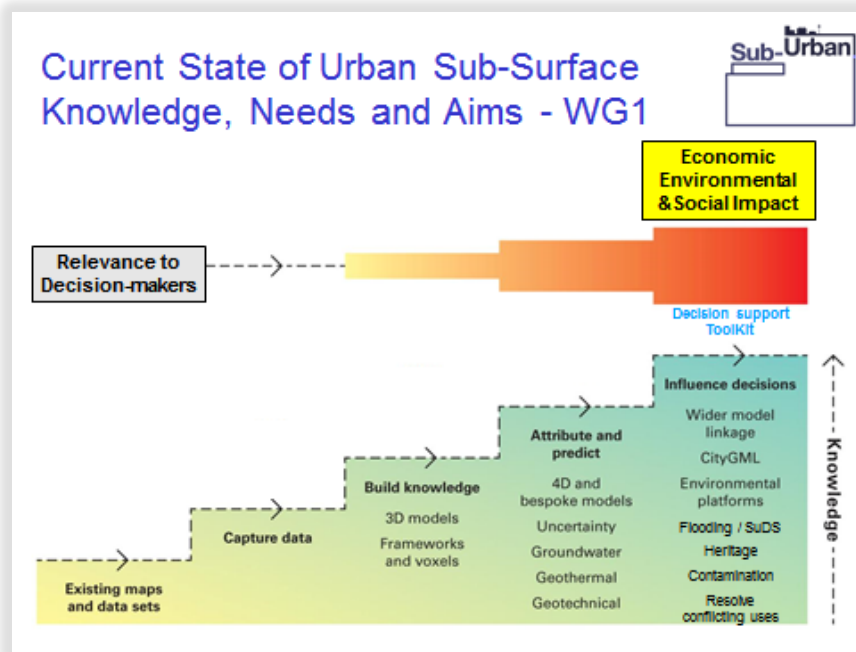 Current State of Urban Sub-Surface
Knowledge, Needs and Aims - WG1
Sub-Urban
Economic
Environmental
& Social Impact
Relevance to
Decision-makers
Decision support
ToolKit
Influence decisions
Wider model
linkage
CityGML
Environmental
platforms
Flooding / SuDS
Heritage
Contamination
Resolve
conflicting uses
Attribute and
predict
4D and
bespoke models
Uncertainty
Groundwater
Geothermal
Geotechnical
Build knowledge
3D models
Frameworks
and voxels
Capture data
Existing maps
and data sets
Knowledge